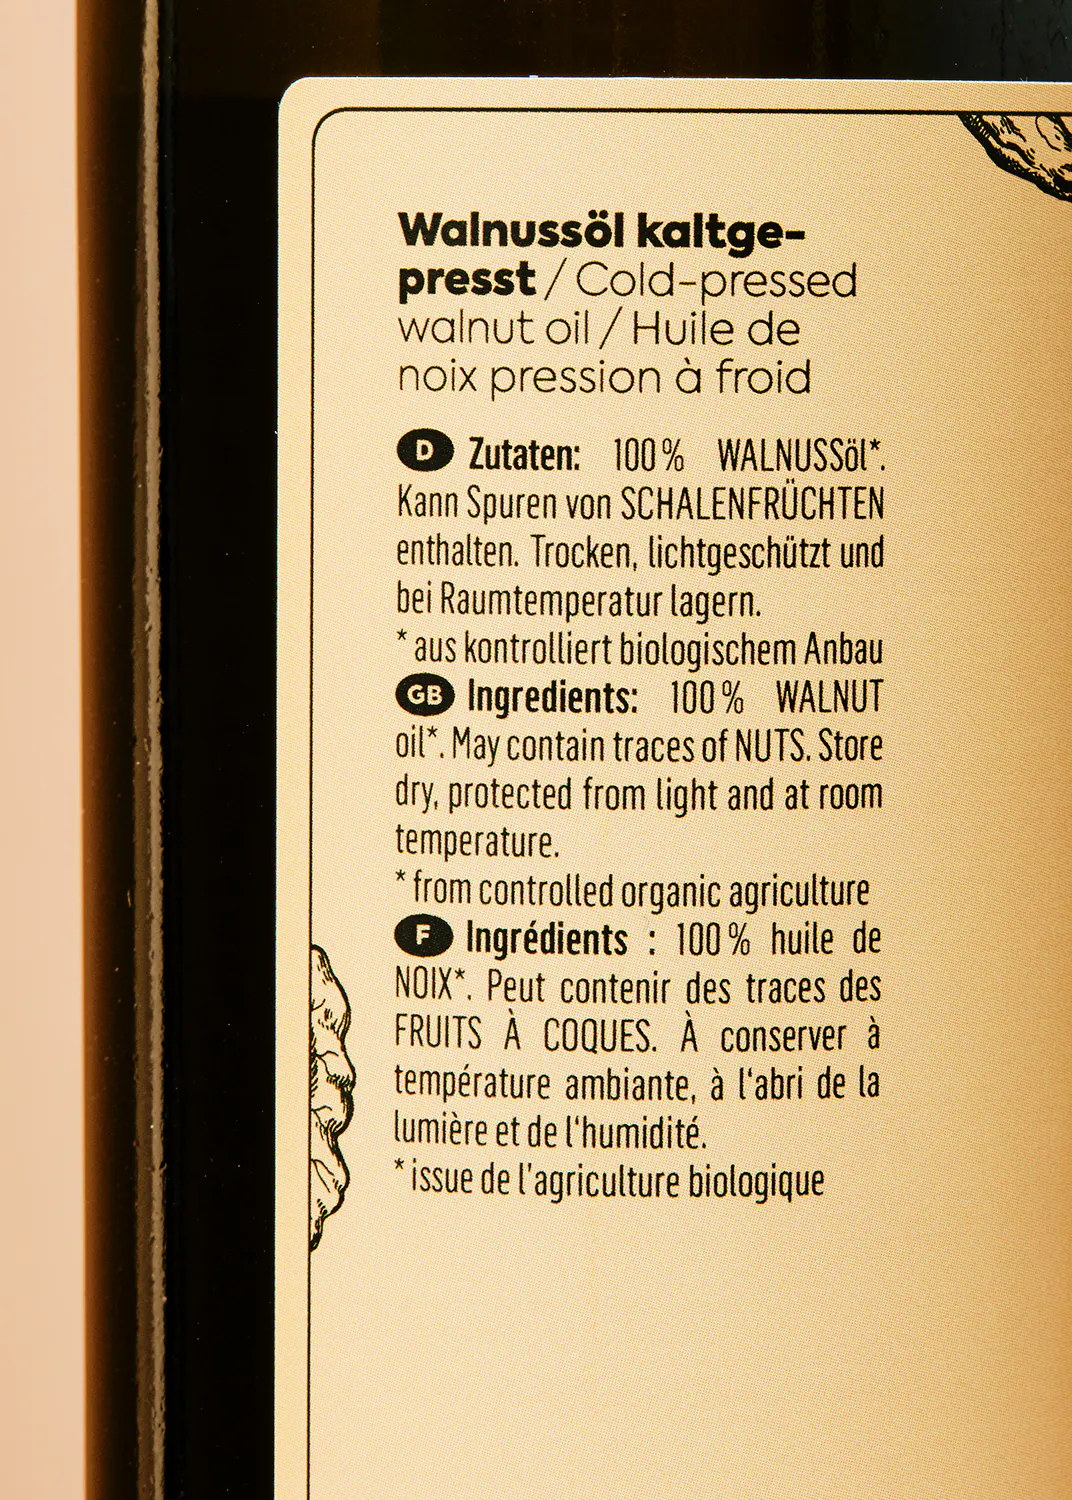 Walnussöl kaltge-
presst / Cold-pressed
walnut oil / Huile de
noix pression à froid
D Zutaten: 100 % WALNUSSöl*.
Kann Spuren von SCHALENFRÜCHTEN
enthalten. Trocken, lichtgeschützt und
bei Raumtemperatur lagern.
* aus kontrolliert biologischem Anbau
GB Ingredients: 100 % WALNUT
oil*. May contain traces of NUTS. Store
dry, protected from light and at room
temperature.
* from controlled organic agriculture
F Ingrédients : 100 % huile de
NOIX*. Peut contenir des traces des
FRUITS À COQUES. À conserver à
température ambiante, à l‘abri de la
lumière et de l‘humidité.
* issue de l’agriculture biologique